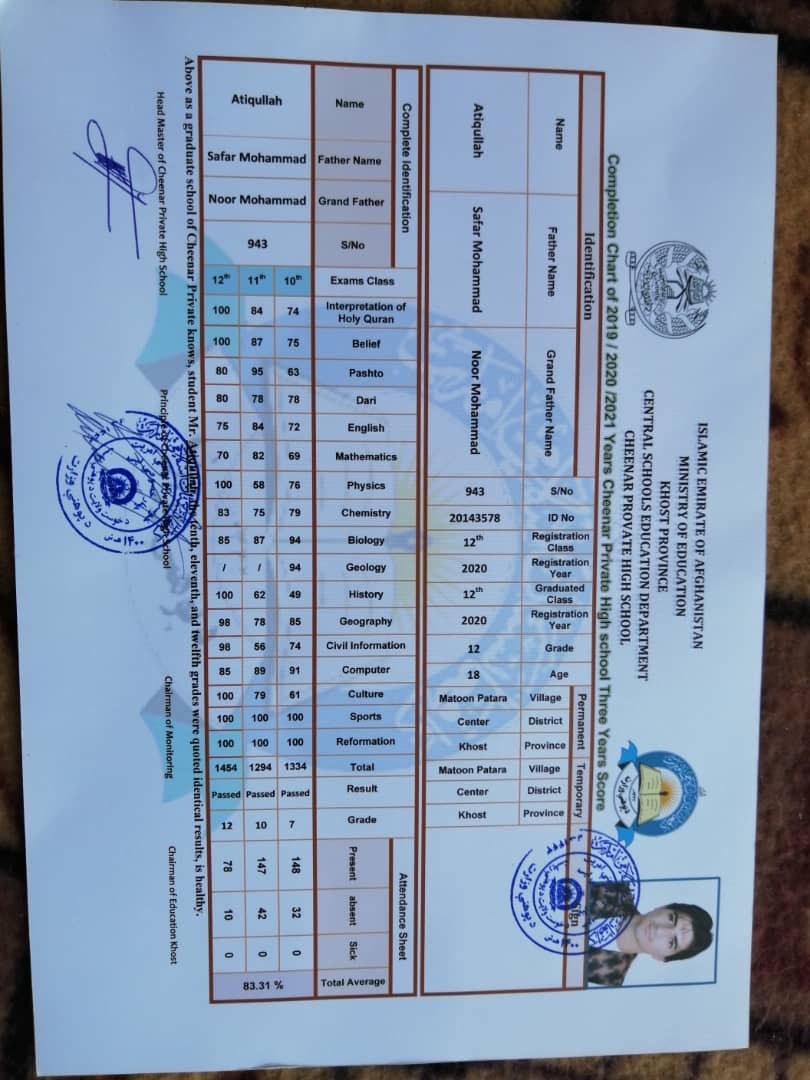 ISLAMIC EMIRATE OF AFGHANISTAN
MINISTRY OF EDUCATION
KHOST PROVINCE
CENTRAL SCHOOLS EDUCATION DEPARTMENT
CHEENAR PROVATE HIGH SCHOOL
Completion Chart of 2019 / 2020 /2021 Years Cheenar Private High school Three Years Score
Identification Permanent Temporary Sign
Name Father Name Grand Father Name S/No ID No Registration Class Registration Year Graduated Class Registration Year Grade Age Village District Province Village District Province
Atiqullah Safar Mohammad Noor Mohammad 943 20143578 12th 2020 12th 2020 12 18 Matoon Patara Center Khost Matoon Patara Center Khost
Complete Identification Attendance Sheet
Name Father Name Grand Father S/No Exams Class Interpretation of Holy Quran Belief Pashto Dari English Mathematics Physics Chemistry Biology Geology History Geography Civil Information Computer Culture Sports Reformation Total Result Grade Present absent Sick Total Average
Atiqullah Safar Mohammad Noor Mohammad 943
10th 74 75 63 78 72 69 76 79 94 94 49 85 74 91 61 100 100 1334 Passed 7 148 32 0
11th 84 87 95 78 84 82 58 75 87 / 62 78 56 89 79 100 100 1294 Passed 10 147 42 0
12th 100 100 80 80 75 70 100 83 85 / 100 98 98 85 100 100 100 1454 Passed 12 78 10 0
83.31 %
Above as a graduate school of Cheenar Private knows, student Mr. Atiqullah, the tenth, eleventh, and twelfth grades were quoted identical results, is healthy.
Head Master of Cheenar Private High School Principle of Cheenar Private High School Chairman of Monitoring Chairman of Education Khost